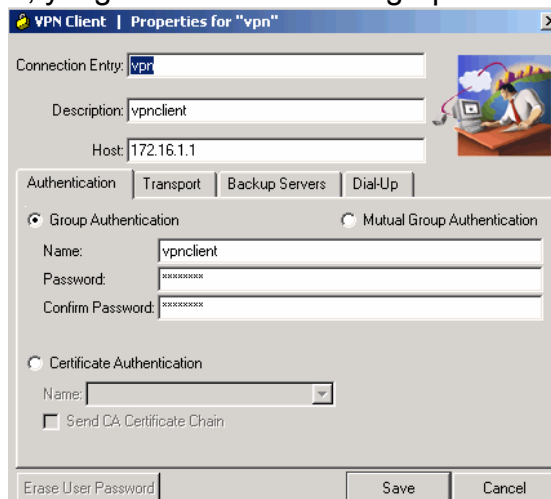 VPN Client | Properties for "vpn"
Connection Entry: vpn
Description: vpnclient
Host: 172.16.1.1
Authentication Transport Backup Servers Dial-Up
Group Authentication Mutual Group Authentication
Name: vpnclient
Password: ********
Confirm Password: ********
Certificate Authentication
Name:
Send CA Certificate Chain
Erase User Password Save Cancel